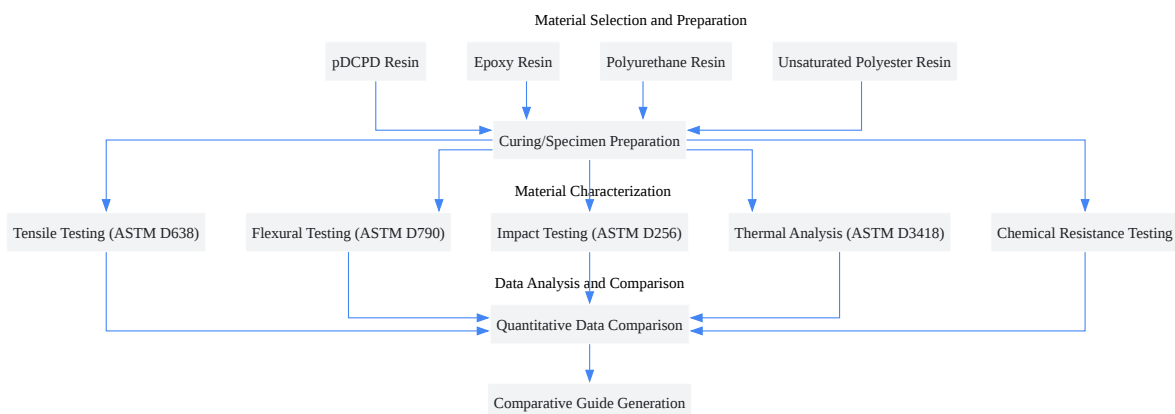 Material Selection and Preparation
pDCPD Resin
Epoxy Resin
Polyurethane Resin
Unsaturated Polyester Resin
Curing/Specimen Preparation
Material Characterization
Tensile Testing (ASTM D638)
Flexural Testing (ASTM D790)
Impact Testing (ASTM D256)
Thermal Analysis (ASTM D3418)
Chemical Resistance Testing
Data Analysis and Comparison
Quantitative Data Comparison
Comparative Guide Generation